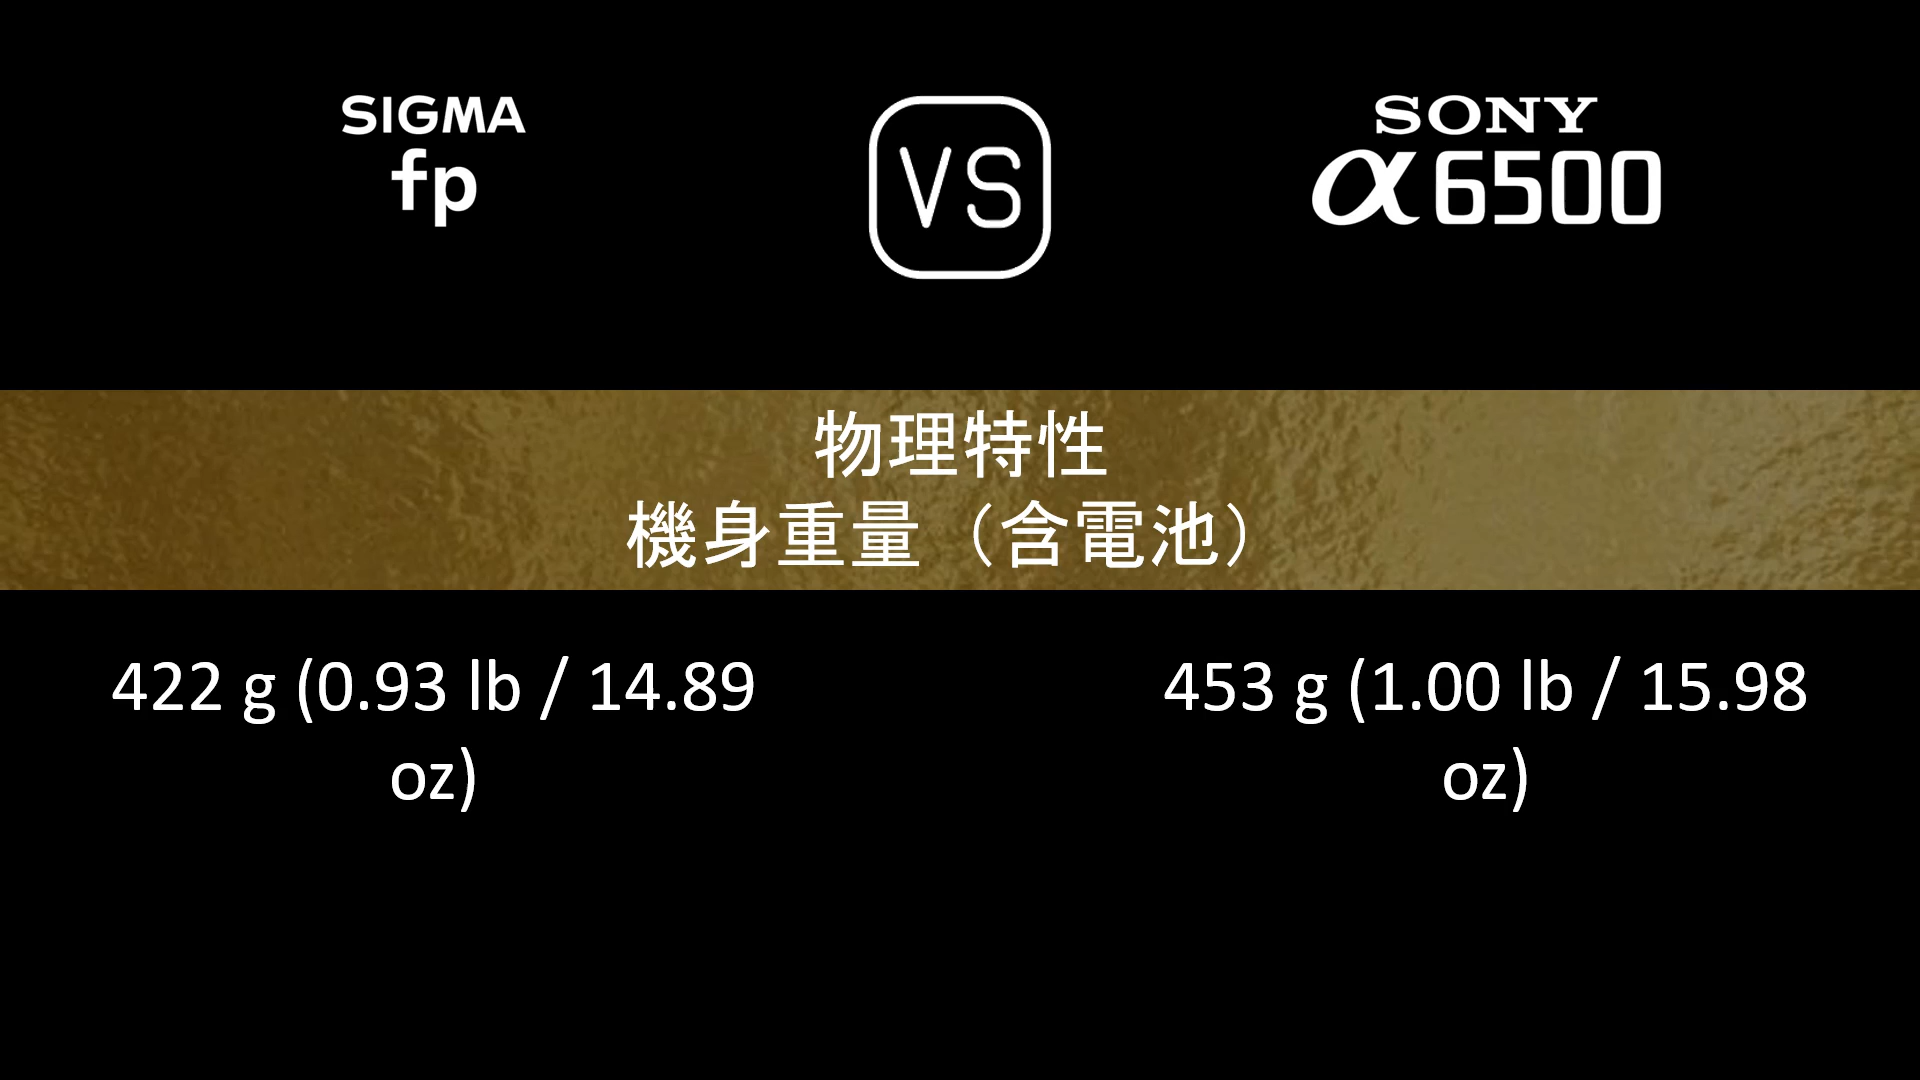 SIGMA
fp
VS
SONY
α6500
物理特性
機身重量（含電池）
422 g (0.93 lb / 14.89
oz)
453 g (1.00 lb / 15.98
oz)